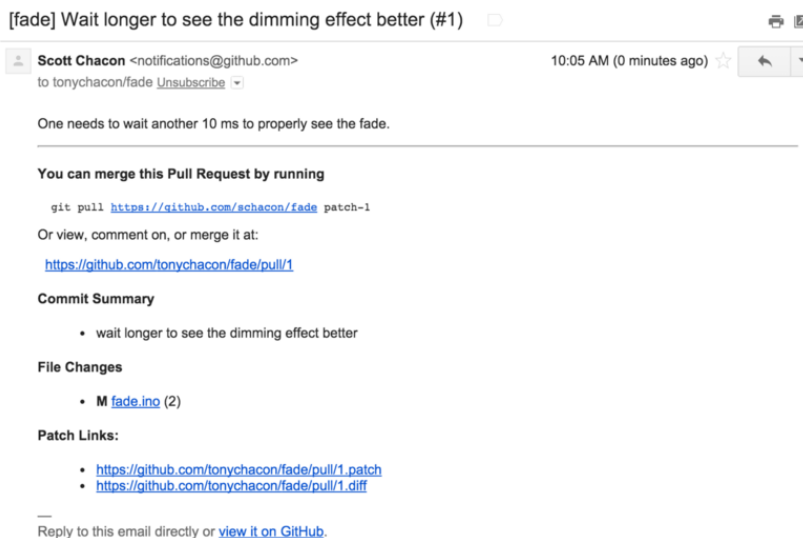 [fade] Wait longer to see the dimming effect better (#1)
Scott Chacon <notifications@github.com>
10:05 AM (0 minutes ago)
to tonychacon/fade Unsubscribe
One needs to wait another 10 ms to properly see the fade.
You can merge this Pull Request by running
git pull https://github.com/schacon/fade patch-1
Or view, comment on, or merge it at:
https://github.com/tonychacon/fade/pull/1
Commit Summary
• wait longer to see the dimming effect better
File Changes
• M fade.ino (2)
Patch Links:
• https://github.com/tonychacon/fade/pull/1.patch
• https://github.com/tonychacon/fade/pull/1.diff
—
Reply to this email directly or view it on GitHub.